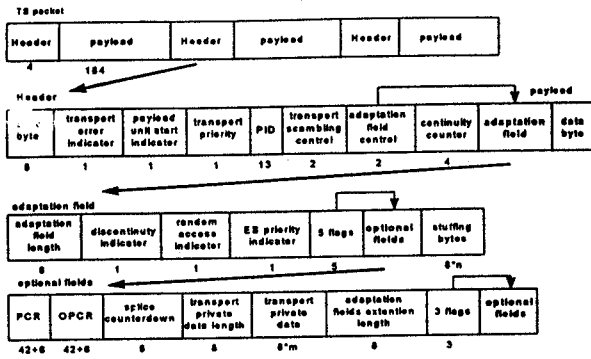 TS packet
Header payload Header payload Header payload
4 184
Header payload
byte transport error indicator payload unit start indicator transport priority PID transport scambling control adaptation field control continuity counter adaptation field data byte
8 1 1 1 13 2 2 4
adaptation field
adaptation field length discontinuty indicator random access indicator ES priority indicator 5 flags optional fields stuffing bytes
8 1 1 1 5 8*n
optional fields
PCR OPCR splice counterdown transport private data length transport private data adaptation fields extention length 3 flags optional fields
42+6 42+6 8 8 8*m 8 3